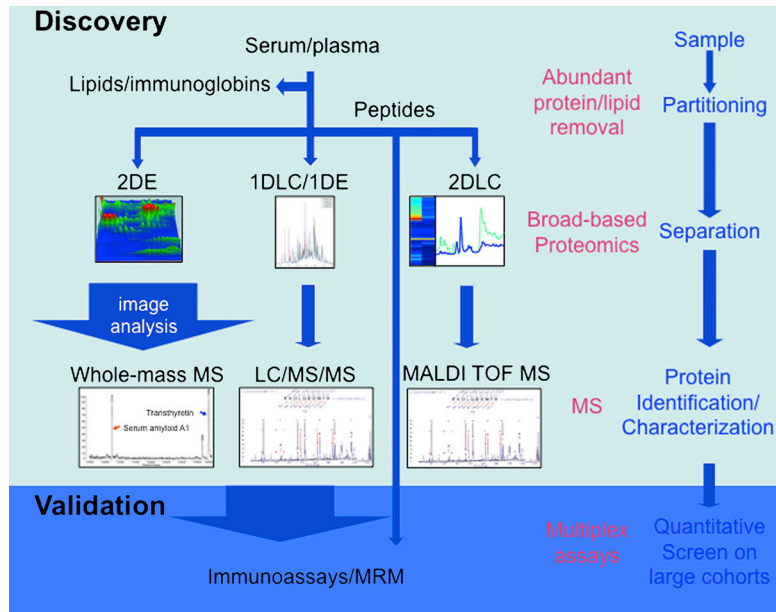 Discovery
Serum/plasma
Lipids/immunoglobins
Peptides
2DE
1DLC/1DE
2DLC
image
analysis
Whole-mass MS
LC/MS/MS
MALDI TOF MS
Transthyretin
Serum amyloid A1
Sample
Abundant
protein/lipid
removal
Partitioning
Broad-based
Proteomics
Separation
MS
Protein
Identification/
Characterization
Validation
Immunoassays/MRM
Multiplex
assays
Quantitative
Screen on
large cohorts